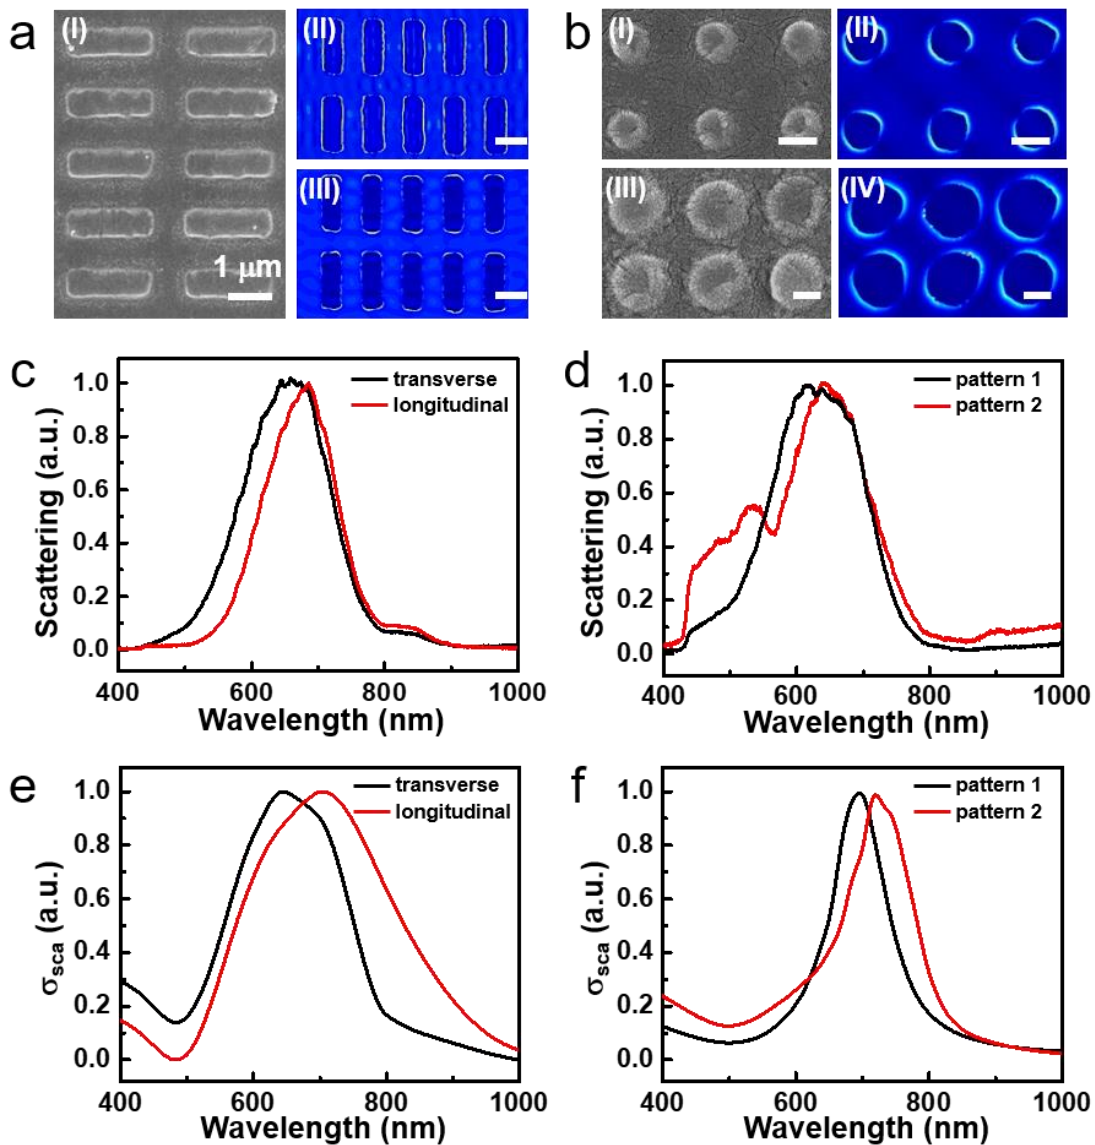 a
(I)
1 μm
(II)
(III)
b
(I)
(II)
(III)
(IV)
c
Scattering (a.u.)
1.0
0.8
0.6
0.4
0.2
0.0
transverse
longitudinal
400 600 800 1000
Wavelength (nm)
d
Scattering (a.u.)
1.0
0.8
0.6
0.4
0.2
0.0
pattern 1
pattern 2
400 600 800 1000
Wavelength (nm)
e
σsca (a.u.)
1.0
0.8
0.6
0.4
0.2
0.0
transverse
longitudinal
400 600 800 1000
Wavelength (nm)
f
σsca (a.u.)
1.0
0.8
0.6
0.4
0.2
0.0
pattern 1
pattern 2
400 600 800 1000
Wavelength (nm)